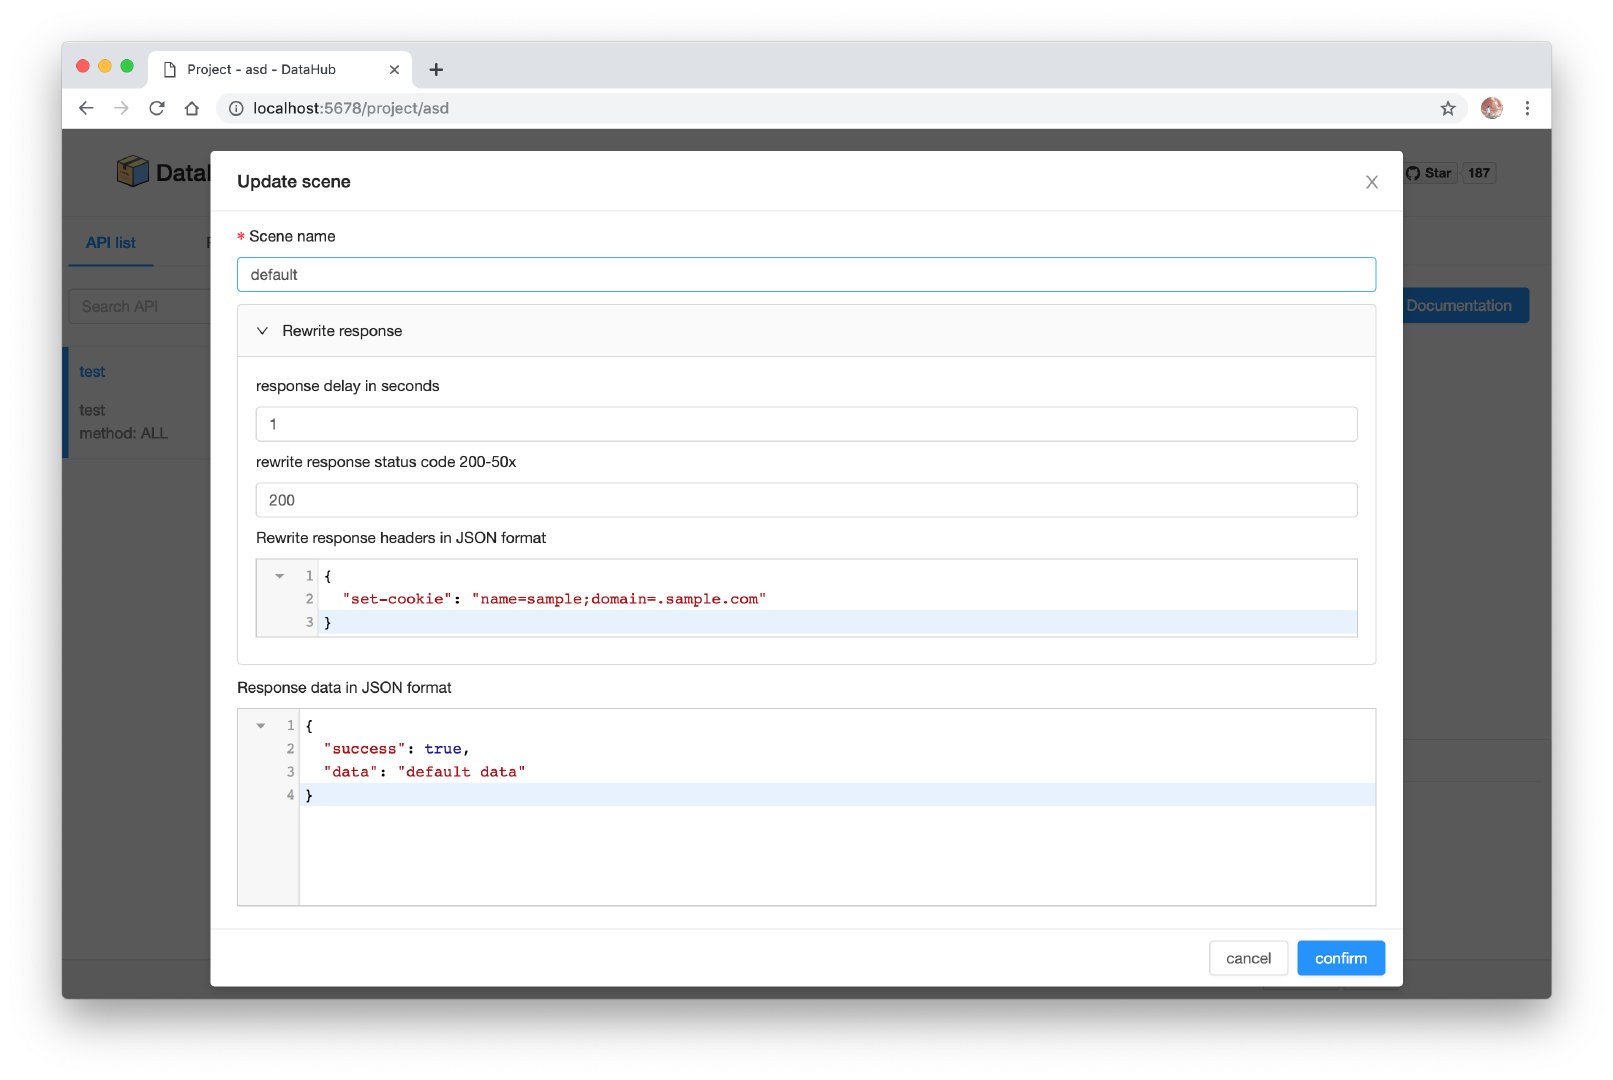 Project - asd - DataHub
localhost:5678/project/asd
Star 187
Update scene
API list
* Scene name
default
Search API
Documentation
Rewrite response
test
response delay in seconds
test
1
method: ALL
rewrite response status code 200-50x
200
Rewrite response headers in JSON format
1 {
2 "set-cookie": "name=sample;domain=.sample.com"
3 }
Response data in JSON format
1 {
2 "success": true,
3 "data": "default data"
4 }
cancel
confirm